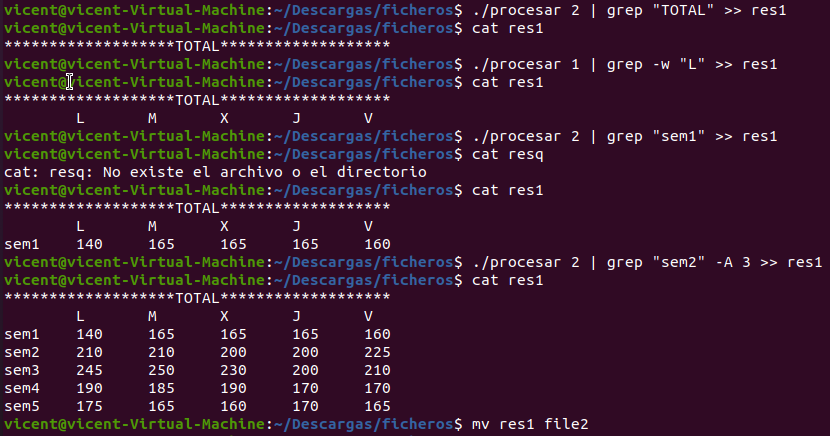 vicent@vicent-Virtual-Machine:~/Descargas/ficheros$ ./procesar 2 | grep "TOTAL" >> res1
vicent@vicent-Virtual-Machine:~/Descargas/ficheros$ cat res1
*******************TOTAL*******************
vicent@vicent-Virtual-Machine:~/Descargas/ficheros$ ./procesar 1 | grep -w "L" >> res1
vicent@vicent-Virtual-Machine:~/Descargas/ficheros$ cat res1
*******************TOTAL*******************
        L       M       X       J       V
vicent@vicent-Virtual-Machine:~/Descargas/ficheros$ ./procesar 2 | grep "sem1" >> res1
vicent@vicent-Virtual-Machine:~/Descargas/ficheros$ cat resq
cat: resq: No existe el archivo o el directorio
vicent@vicent-Virtual-Machine:~/Descargas/ficheros$ cat res1
*******************TOTAL*******************
        L       M       X       J       V
sem1    140     165     165     165     160
vicent@vicent-Virtual-Machine:~/Descargas/ficheros$ ./procesar 2 | grep "sem2" -A 3 >> res1
vicent@vicent-Virtual-Machine:~/Descargas/ficheros$ cat res1
*******************TOTAL*******************
        L       M       X       J       V
sem1    140     165     165     165     160
sem2    210     210     200     200     225
sem3    245     250     230     200     210
sem4    190     185     190     170     170
sem5    175     165     160     170     165
vicent@vicent-Virtual-Machine:~/Descargas/ficheros$ mv res1 file2